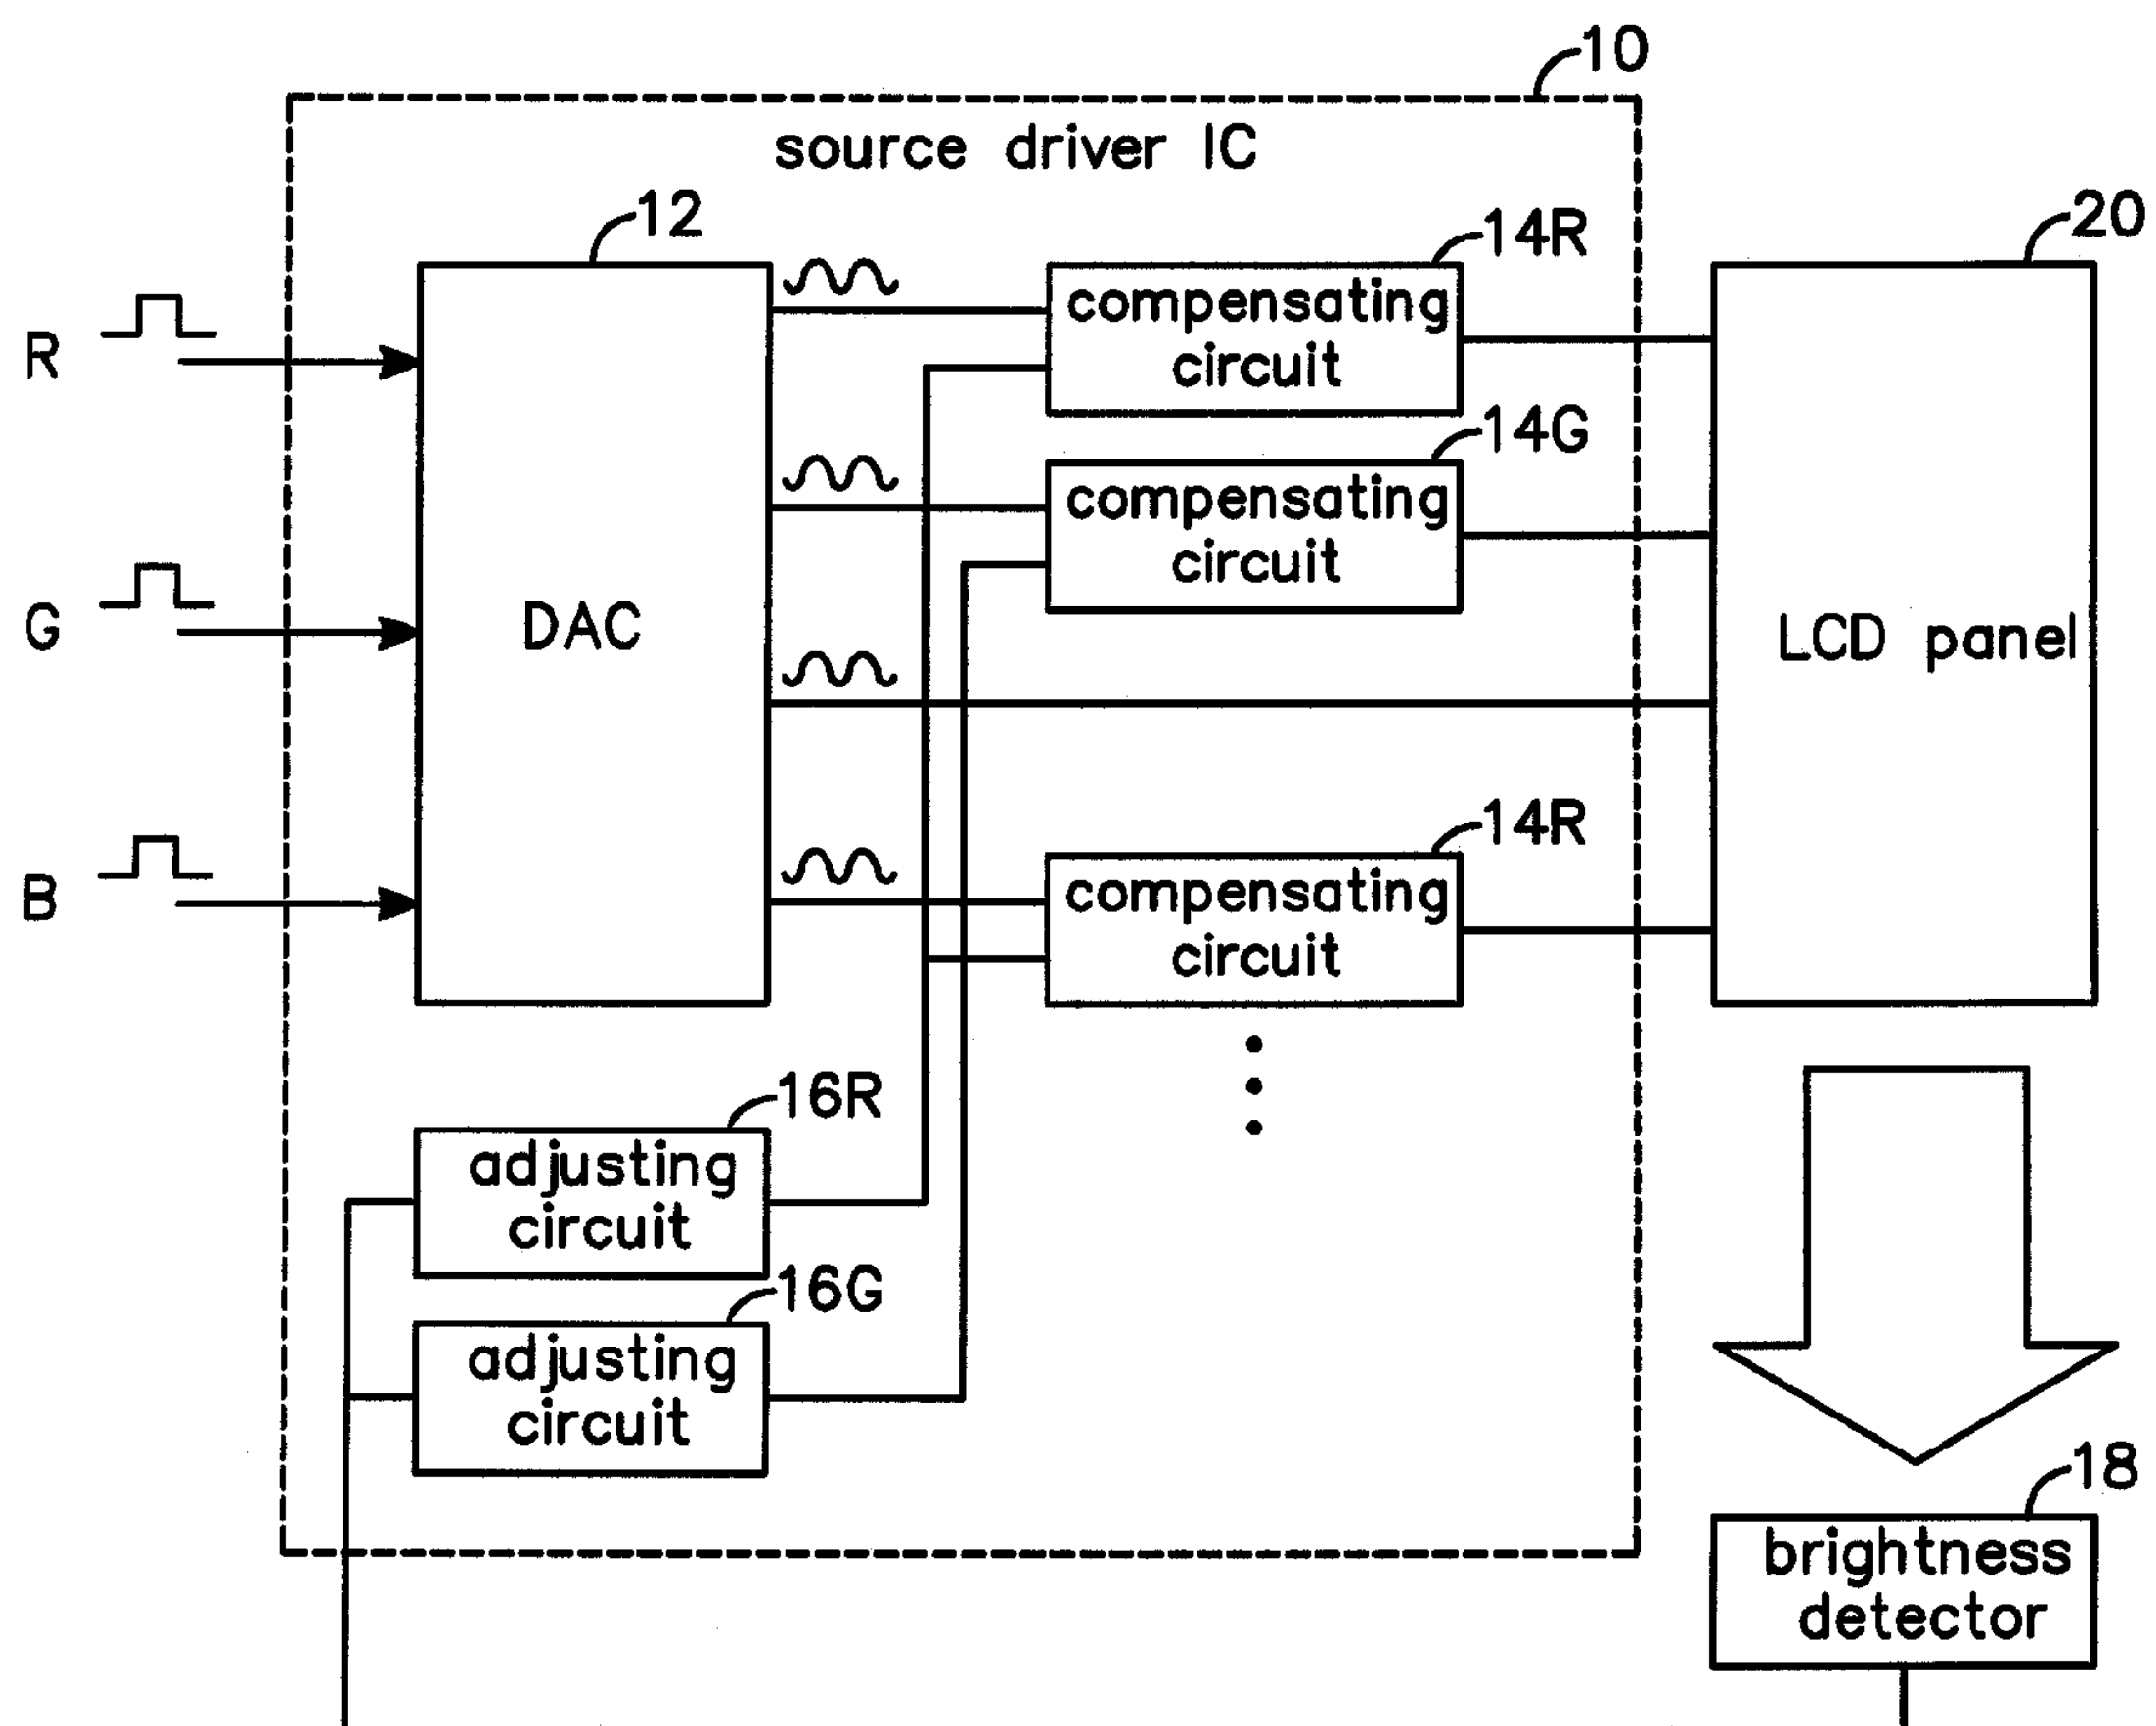 10
source driver IC
12
14R
20
compensating
circuit
R
14G
compensating
circuit
G
DAC
LCD panel
14R
compensating
circuit
B
16R
adjusting
circuit
16G
adjusting
circuit
18
brightness
detector